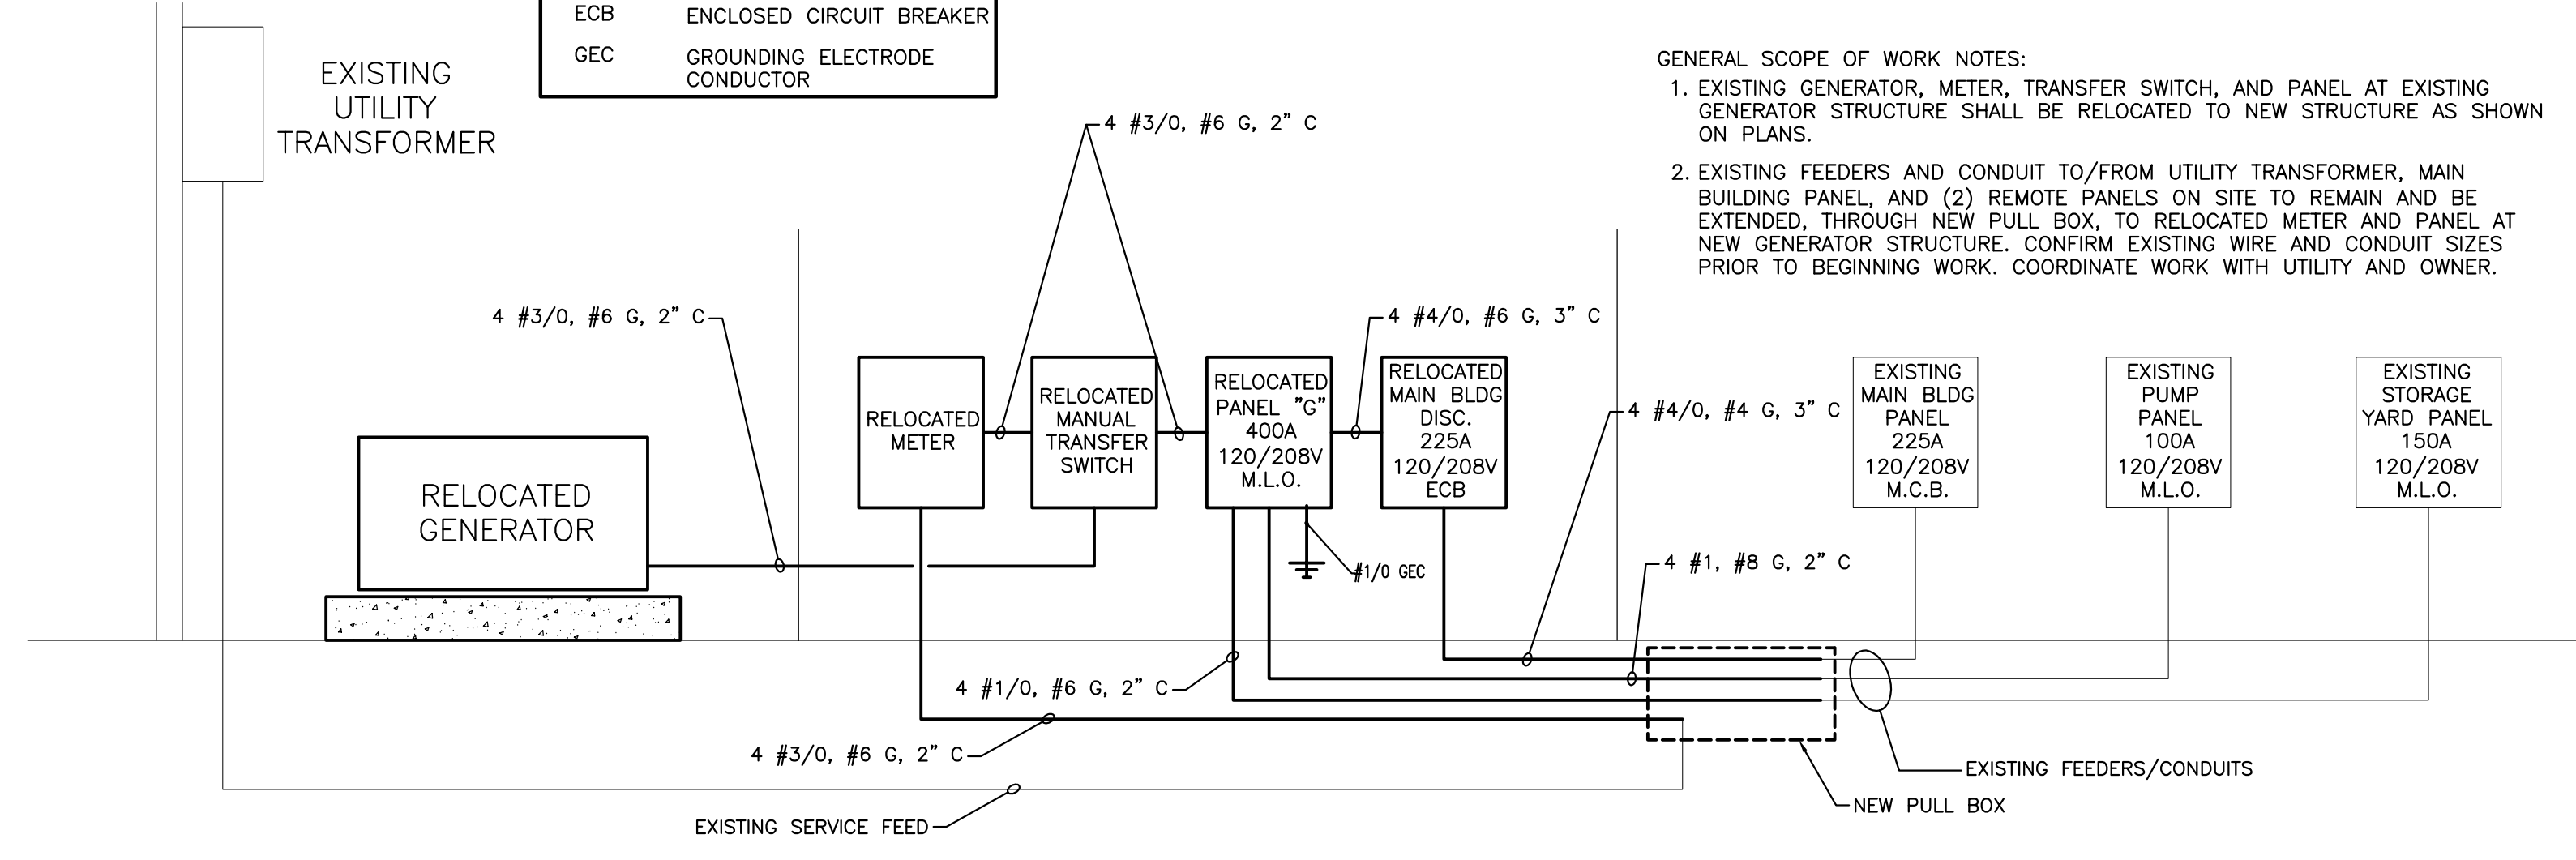 ECB ENCLOSED CIRCUIT BREAKER
GEC GROUNDING ELECTRODE
CONDUCTOR
EXISTING
UTILITY
TRANSFORMER
GENERAL SCOPE OF WORK NOTES:
1. EXISTING GENERATOR, METER, TRANSFER SWITCH, AND PANEL AT EXISTING
GENERATOR STRUCTURE SHALL BE RELOCATED TO NEW STRUCTURE AS SHOWN
ON PLANS.
2. EXISTING FEEDERS AND CONDUIT TO/FROM UTILITY TRANSFORMER, MAIN
BUILDING PANEL, AND (2) REMOTE PANELS ON SITE TO REMAIN AND BE
EXTENDED, THROUGH NEW PULL BOX, TO RELOCATED METER AND PANEL AT
NEW GENERATOR STRUCTURE. CONFIRM EXISTING WIRE AND CONDUIT SIZES
PRIOR TO BEGINNING WORK. COORDINATE WORK WITH UTILITY AND OWNER.
4 #3/0, #6 G, 2" C
4 #3/0, #6 G, 2" C
4 #4/0, #6 G, 3" C
4 #4/0, #4 G, 3" C
RELOCATED
GENERATOR
RELOCATED
METER
RELOCATED
MANUAL
TRANSFER
SWITCH
RELOCATED
PANEL "G"
400A
120/208V
M.L.O.
RELOCATED
MAIN BLDG
DISC.
225A
120/208V
ECB
EXISTING
MAIN BLDG
PANEL
225A
120/208V
M.C.B.
EXISTING
PUMP
PANEL
100A
120/208V
M.L.O.
EXISTING
STORAGE
YARD PANEL
150A
120/208V
M.L.O.
#1/0 GEC
4 #1, #8 G, 2" C
4 #1/0, #6 G, 2" C
4 #3/0, #6 G, 2" C
EXISTING FEEDERS/CONDUITS
NEW PULL BOX
EXISTING SERVICE FEED